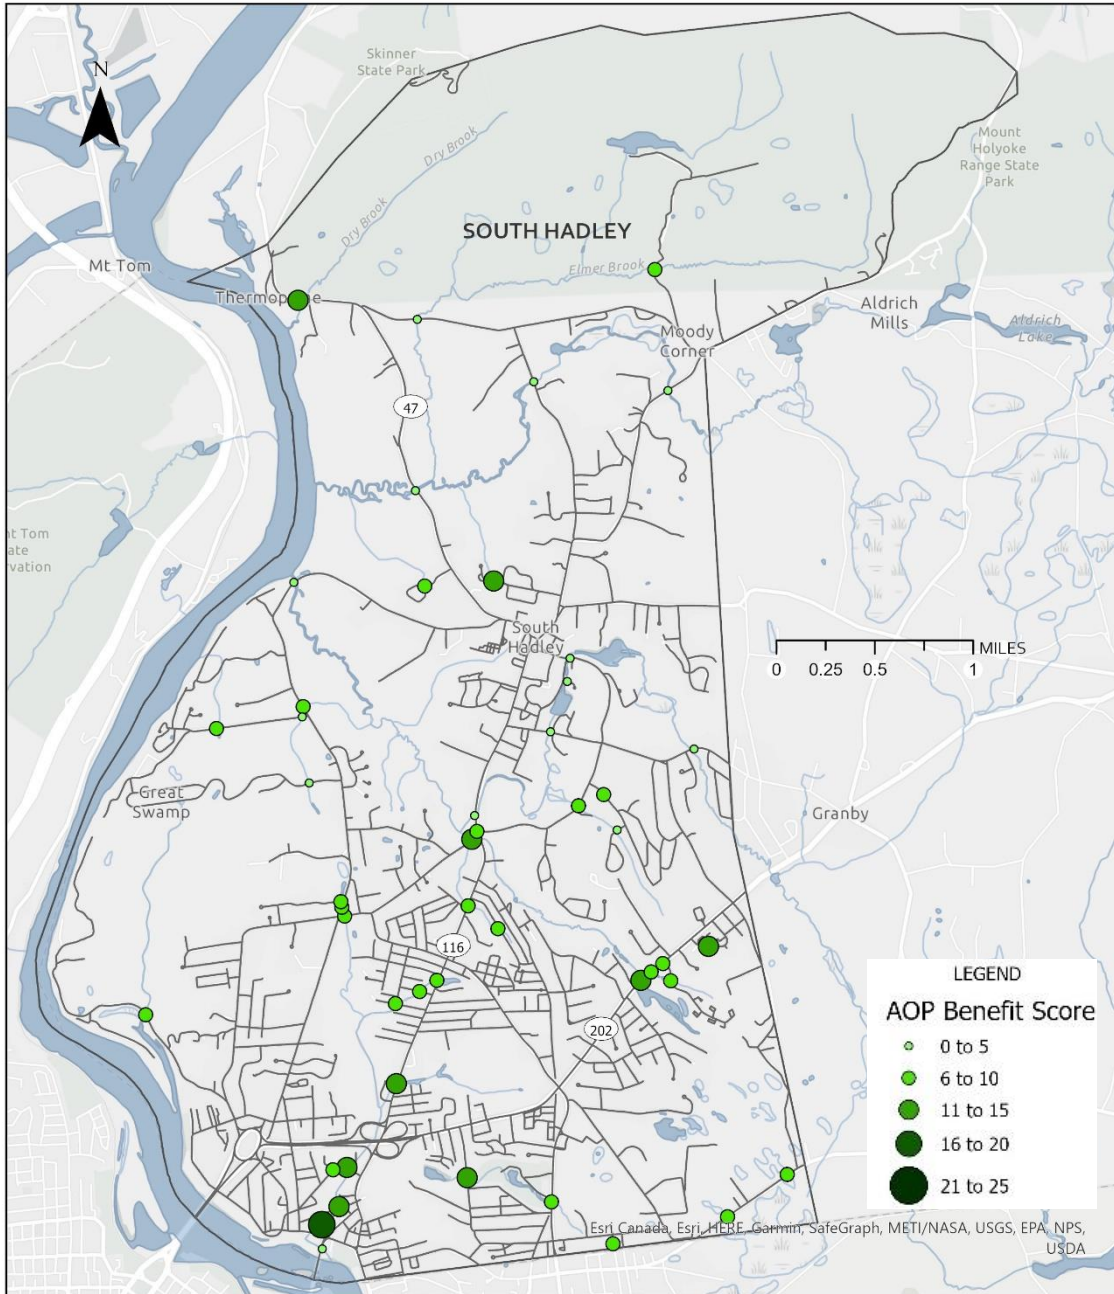 Skinner
State Park
N
Dry Brook
Mount
Holyoke
Range State
Park
Dry Brook
SOUTH HADLEY
Mt Tom
Elmer Brook
Thermopylae
Aldrich
Mills
Aldrich
Lake
Moody
Corner
47
nt Tom
ate
vation
South
Hadley
MILES
0 0.25 0.5 1
Great
Swamp
Granby
116
202
LEGEND
AOP Benefit Score
0 to 5
6 to 10
11 to 15
16 to 20
21 to 25
Esri Canada, Esri, HERE, Garmin, SafeGraph, METI/NASA, USGS, EPA, NPS,
USDA